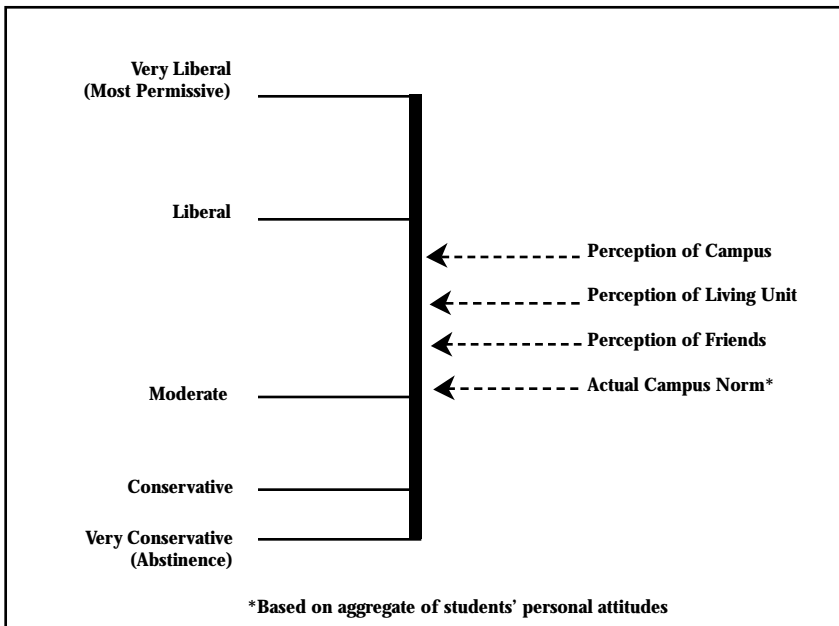 Very Liberal
(Most Permissive)
Liberal
Perception of Campus
Perception of Living Unit
Perception of Friends
Actual Campus Norm*
Moderate
Conservative
Very Conservative
(Abstinence)
*Based on aggregate of students’ personal attitudes